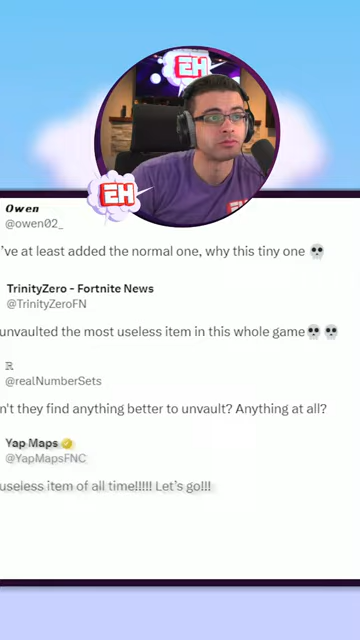 EH
EH
Owen
@owen02_
've at least added the normal one, why this tiny one 💀
TrinityZero - Fortnite News
@TrinityZeroFN
unvaulted the most useless item in this whole game💀💀
ℝ
@realNumberSets
n't they find anything better to unvault? Anything at all?
Yap Maps
@YapMapsFNC
useless item of all time!!!!! Let's go!!!